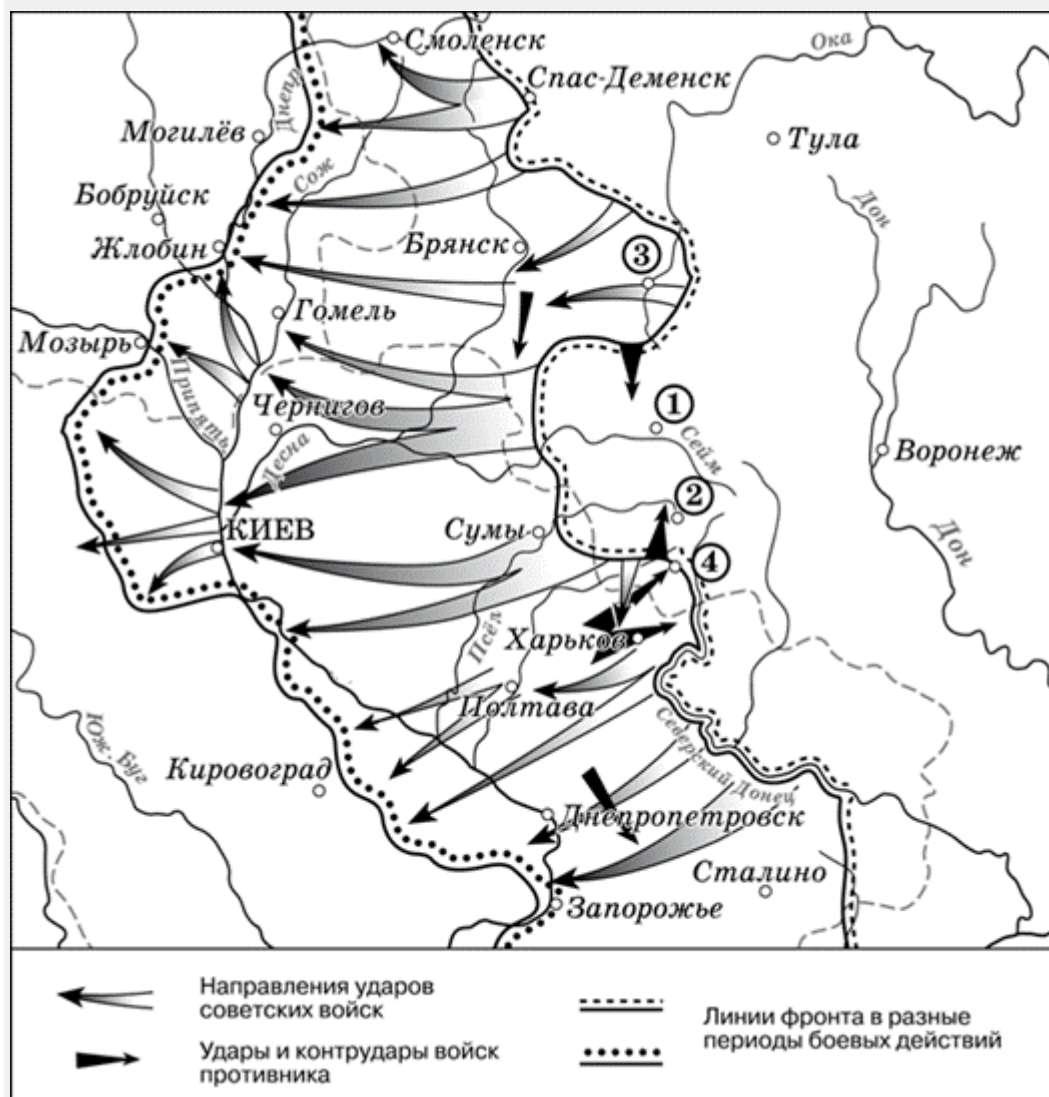 Смоленск
Ока
Спас-Деменск
Днепр
Могилёв
Тула
Сож
Бобруйск
Дон
Жлобин
Брянск
3
Гомель
Мозырь
Припять
Чернигов
1
Десна
Сейм
Воронеж
2
Сумы
КИЕВ
Дон
4
Псёл
Харьков
Полтава
Юж. Буг
Северский Донец
Кировоград
Днепропетровск
Сталино
Запорожье
Направления ударов
советских войск
Удары и контрудары войск
противника
Линии фронта в разные
периоды боевых действий